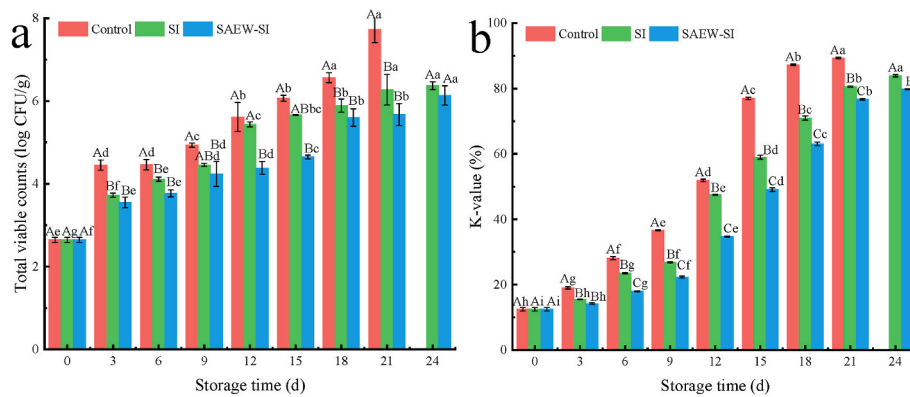 a
Control SI SAEW-SI
Total viable counts (log CFU/g)
8
6
4
2
0
Ae Ag Af
Ad Bf Be
Ad Be Be
Ac ABd Bd
Ab Ac Bd
Ab ABbc Bc
Aa Bb Bb
Aa Ba Bb
Aa Aa
0 3 6 9 12 15 18 21 24
Storage time (d)
b
Control SI SAEW-SI
K-value (%)
100
80
60
40
20
0
Ah Ai Ai
Ag Bh Bh
Af Bg Cg
Ae Bf Cf
Ad Be Ce
Ac Bd Cd
Ab Bc Cc
Aa Bb Cb
Aa
0 3 6 9 12 15 18 21 24
Storage time (d)